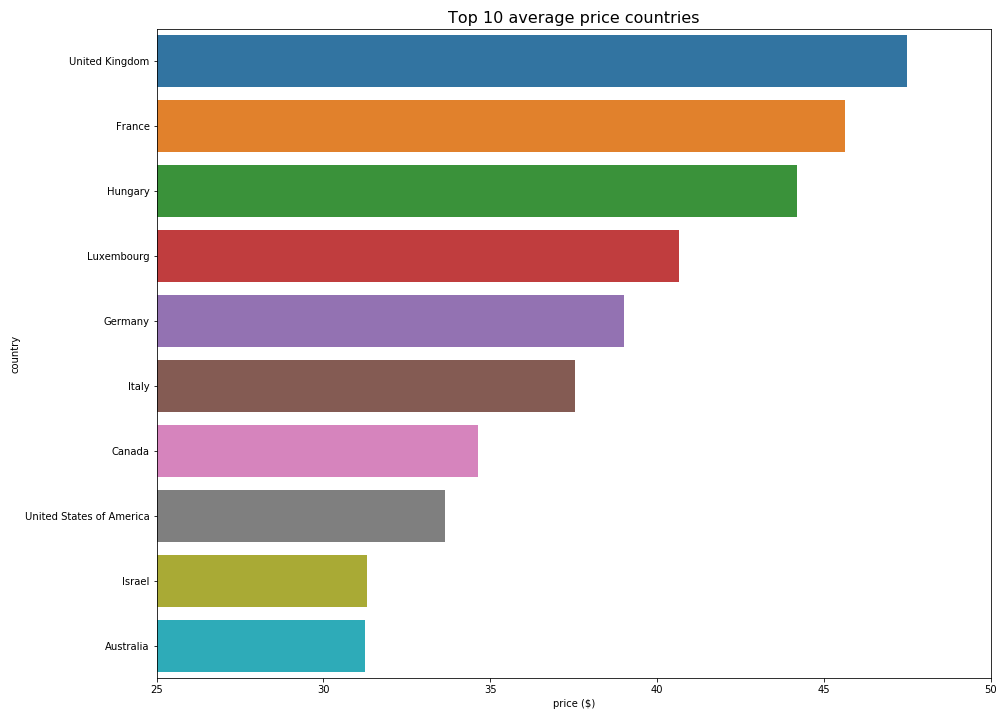 Top 10 average price countries
United Kingdom
France
Hungary
Luxembourg
Germany
country
Italy
Canada
United States of America
Israel
Australia
25 30 35 40 45 50
price ($)